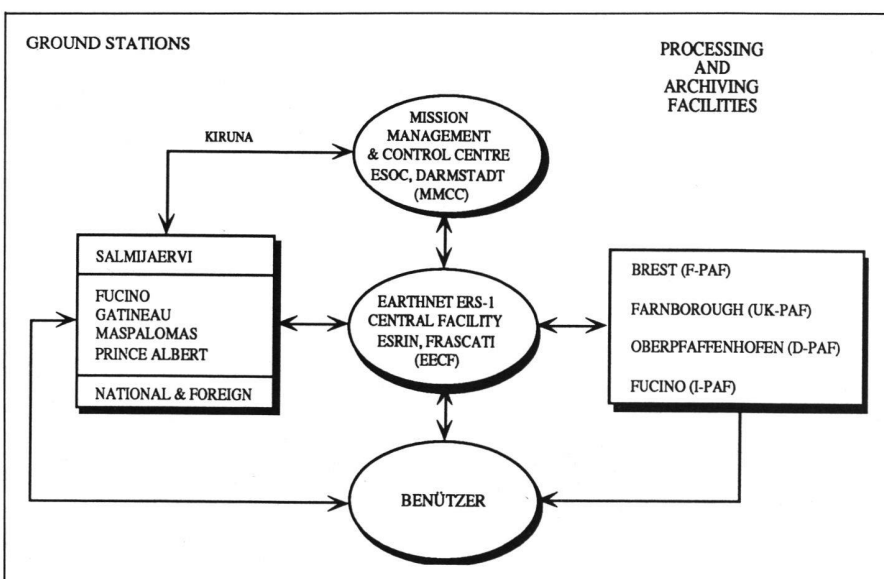 GROUND STATIONS
PROCESSING
AND
ARCHIVING
FACILITIES
KIRUNA
MISSION
MANAGEMENT
& CONTROL CENTRE
ESOC, DARMSTADT
(MMCC)
SALMIJAERVI
FUCINO
GATINEAU
MASPALOMAS
PRINCE ALBERT
NATIONAL & FOREIGN
EARTHNET ERS-1
CENTRAL FACILITY
ESRIN, FRASCATI
(EECF)
BREST (F-PAF)
FARNBOROUGH (UK-PAF)
OBERPFAFFENHOFEN (D-PAF)
FUCINO (I-PAF)
BENÜTZER